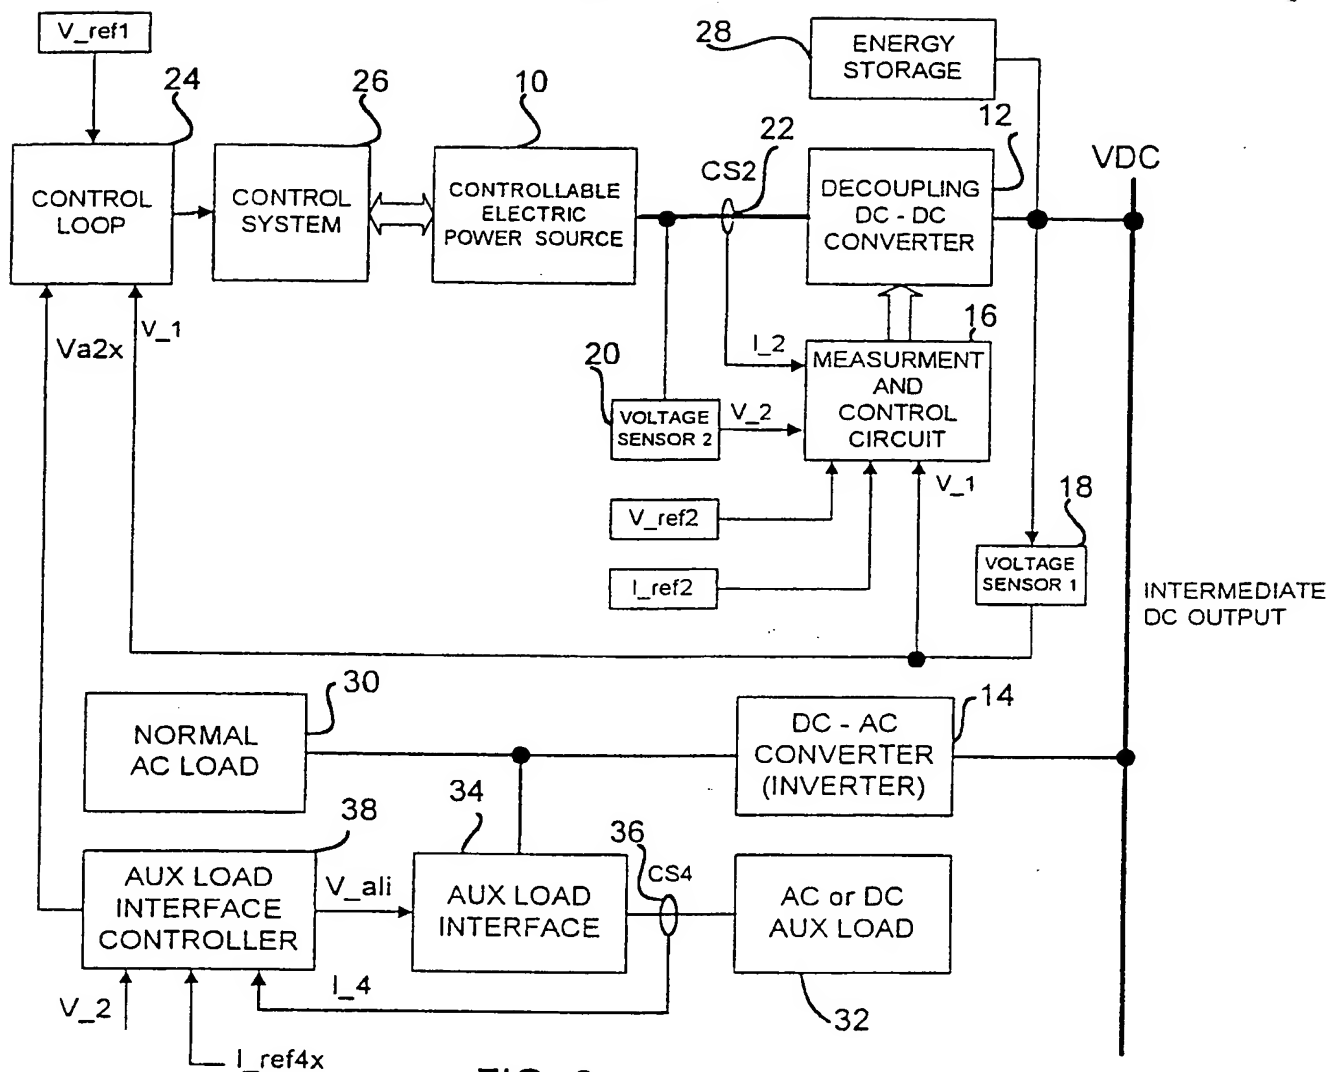 V_ref1
24
26
10
28
ENERGY
STORAGE
12
22
CS2
VDC
CONTROL
LOOP
CONTROL
SYSTEM
CONTROLLABLE
ELECTRIC
POWER SOURCE
DECOUPLING
DC - DC
CONVERTER
Va2x
V_1
20
I_2
16
MEASURMENT
AND
CONTROL
CIRCUIT
VOLTAGE
SENSOR 2
V_2
V_1
18
V_ref2
I_ref2
VOLTAGE
SENSOR 1
INTERMEDIATE
DC OUTPUT
30
NORMAL
AC LOAD
14
DC - AC
CONVERTER
(INVERTER)
38
34
36
CS4
AUX LOAD
INTERFACE
CONTROLLER
V_ali
AUX LOAD
INTERFACE
AC or DC
AUX LOAD
I_4
V_2
32
I_ref4x